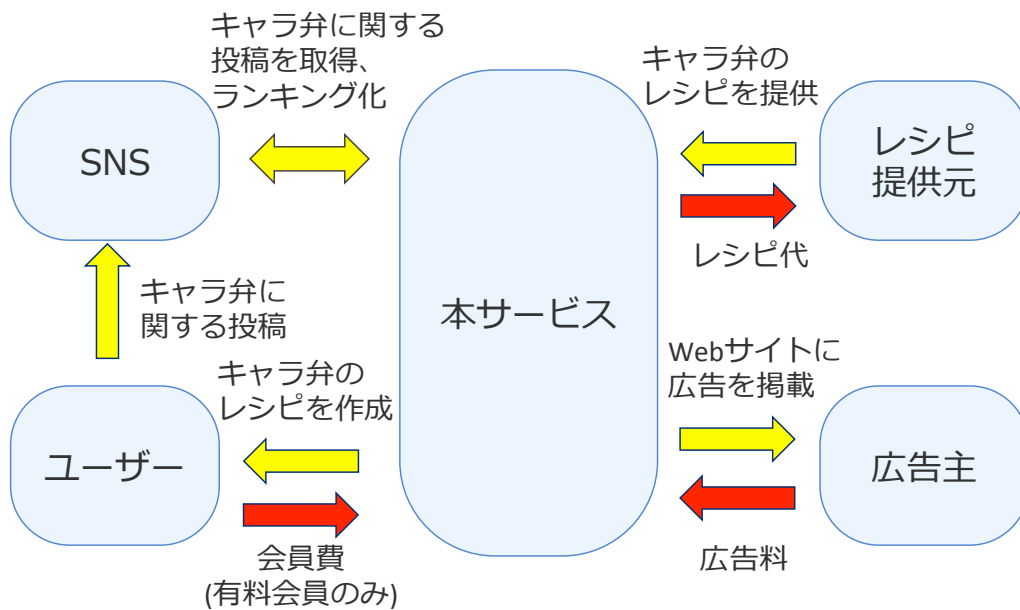 キャラ弁に関する
投稿を取得、
ランキング化
SNS
キャラ弁に
関する投稿
キャラ弁の
レシピを作成
ユーザー
会員費
(有料会員のみ)
本サービス
キャラ弁の
レシピを提供
レシピ
提供元
レシピ代
Webサイトに
広告を掲載
広告主
広告料